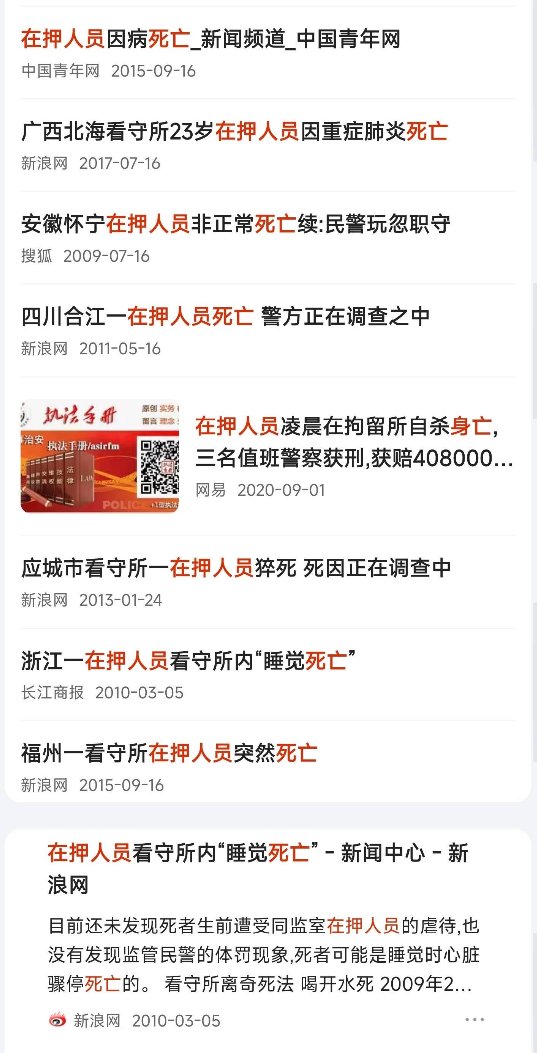 在押人员因病死亡_新闻频道_中国青年网
中国青年网 2015-09-16
广西北海看守所23岁在押人员因重症肺炎死亡
新浪网 2017-07-16
安徽怀宁在押人员非正常死亡续:民警玩忽职守
搜狐 2009-07-16
四川合江一在押人员死亡 警方正在调查之中
新浪网 2011-05-16
执法手册
原创 实务
治安
执法手册/asirfm
LAW
POLICE
在押人员凌晨在拘留所自杀身亡,
三名值班警察获刑,获赔408000...
网易 2020-09-01
应城市看守所一在押人员猝死 死因正在调查中
新浪网 2013-01-24
浙江一在押人员看守所内“睡觉死亡”
长江商报 2010-03-05
福州一看守所在押人员突然死亡
新浪网 2015-09-16
在押人员看守所内“睡觉死亡” - 新闻中心 - 新
浪网
目前还未发现死者生前遭受同监室在押人员的虐待,也
没有发现监管民警的体罚现象,死者可能是睡觉时心脏
骤停死亡的。 看守所离奇死法 喝开水死 2009年2...
新浪网 2010-03-05